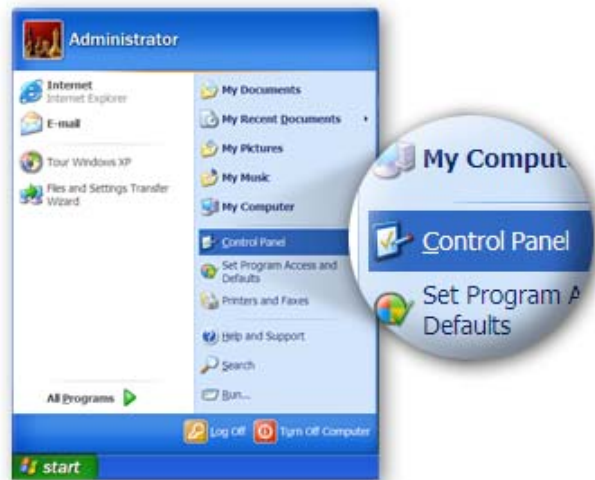 Administrator
Internet
Internet Explorer
E-mail
Tour Windows XP
Files and Settings Transfer
Wizard
All Programs
My Documents
My Recent Documents
My Pictures
My Music
My Computer
Control Panel
Set Program Access and
Defaults
Printers and Faxes
Help and Support
Search
Run...
Log Off
Turn Off Computer
start
My Comput
Control Panel
Set Program A
Defaults